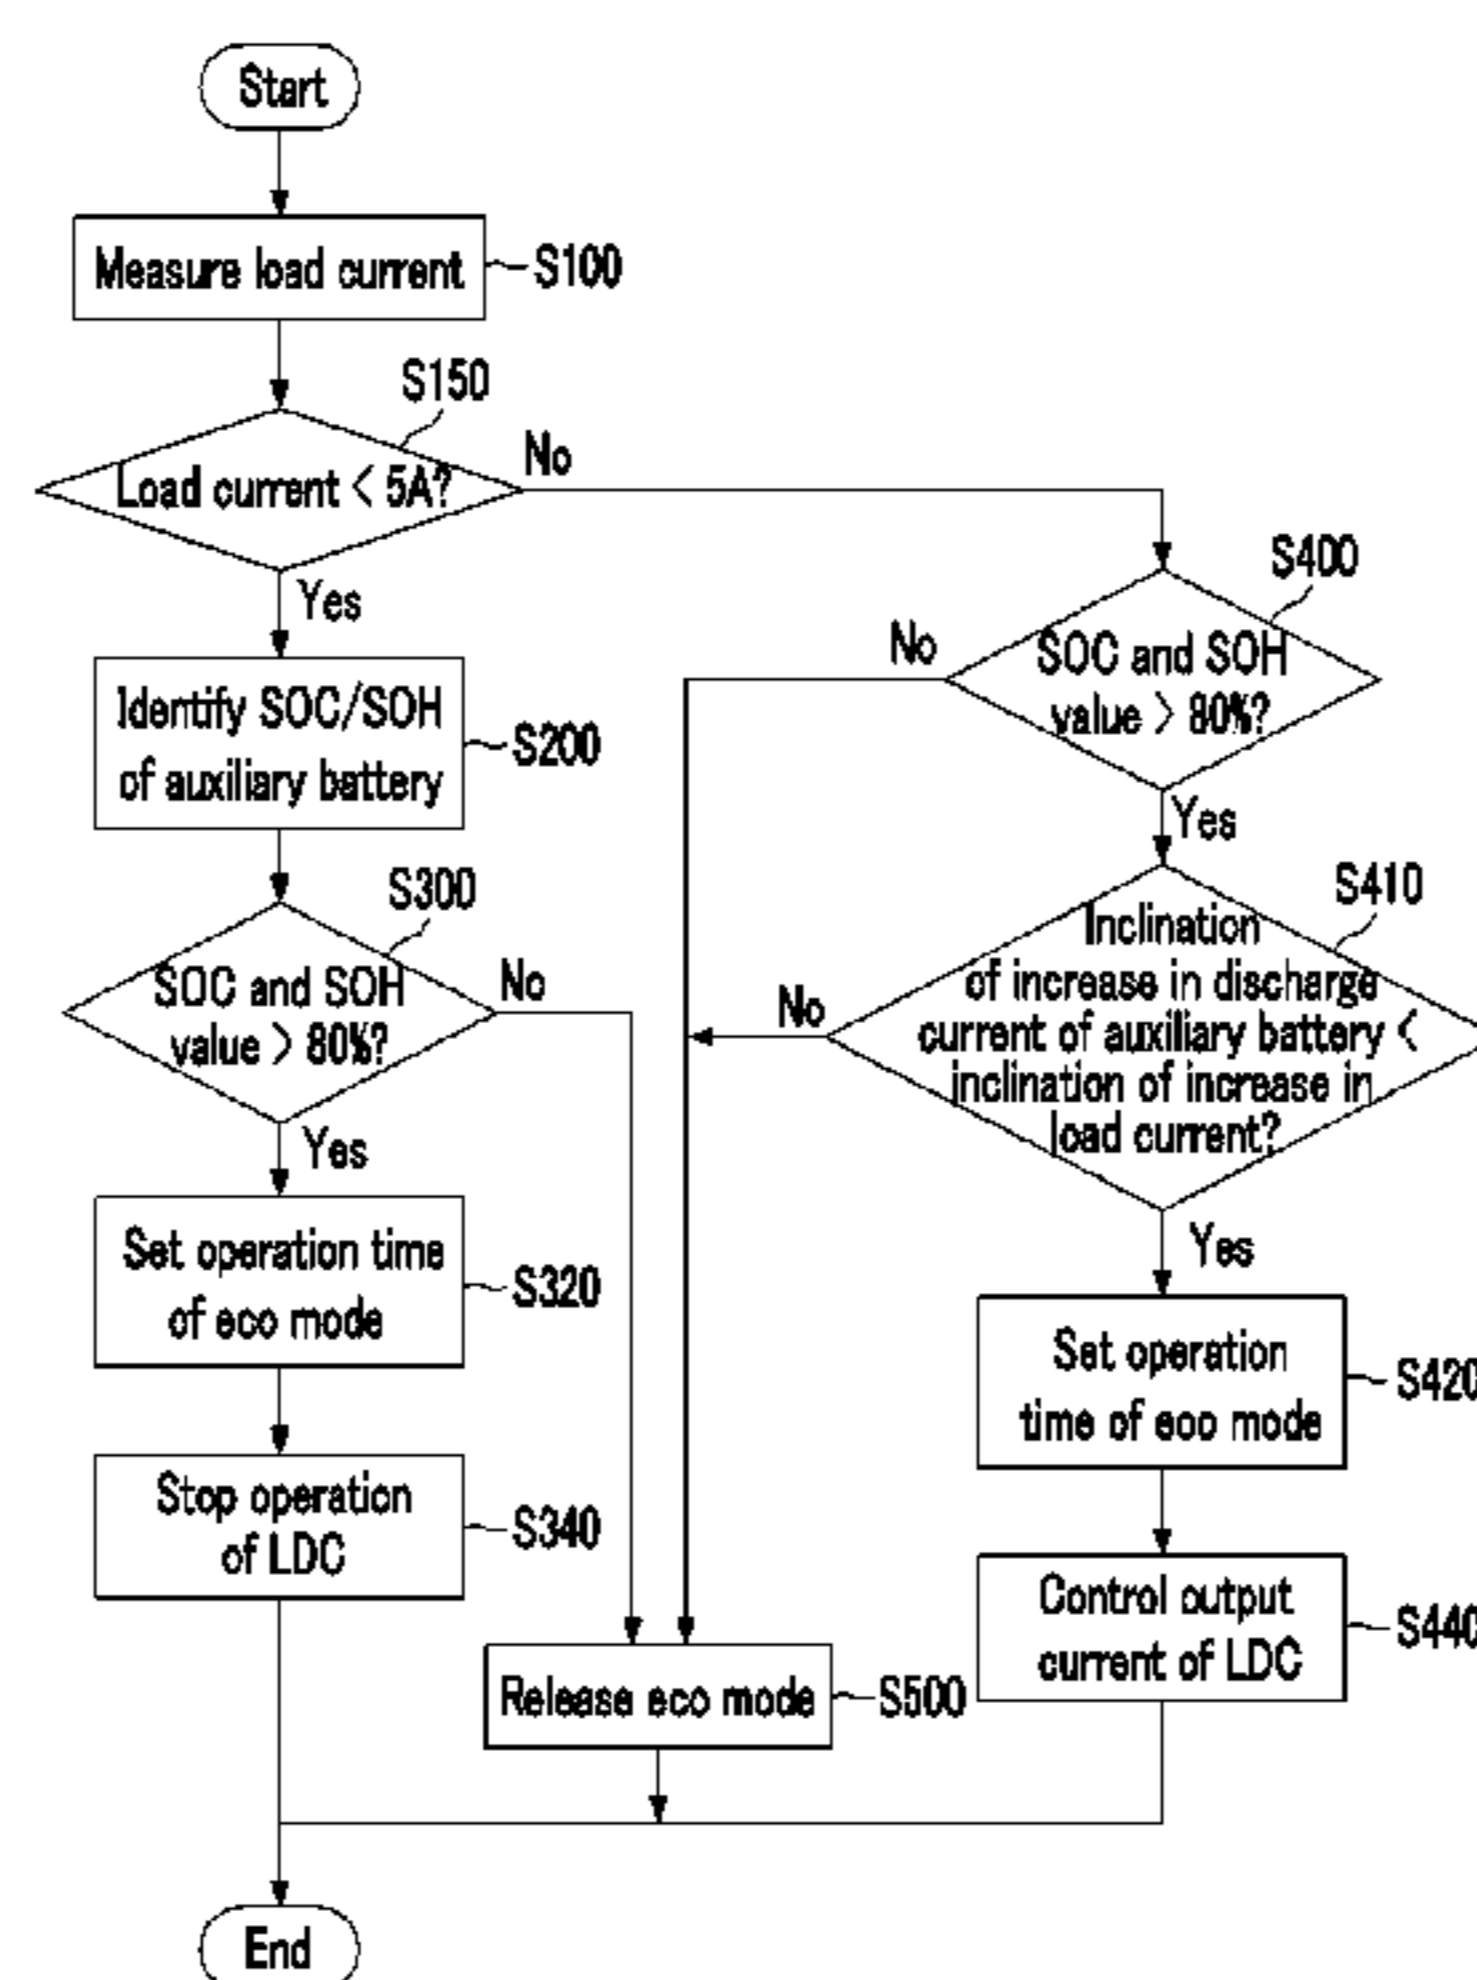 Start
Measure load current
S100
S150
Load current < 5A?
No
Yes
S400
SOC and SOH
value > 80%?
No
Yes
Identify SOC/SOH
of auxiliary battery
S200
S300
SOC and SOH
value > 80%?
No
Yes
S410
Inclination
of increase in discharge
current of auxiliary battery <
inclination of increase in
load current?
No
Yes
Set operation time
of eco mode
S320
Set operation
time of eco mode
S420
Stop operation
of LDC
S340
Control output
current of LDC
S440
Release eco mode
S500
End